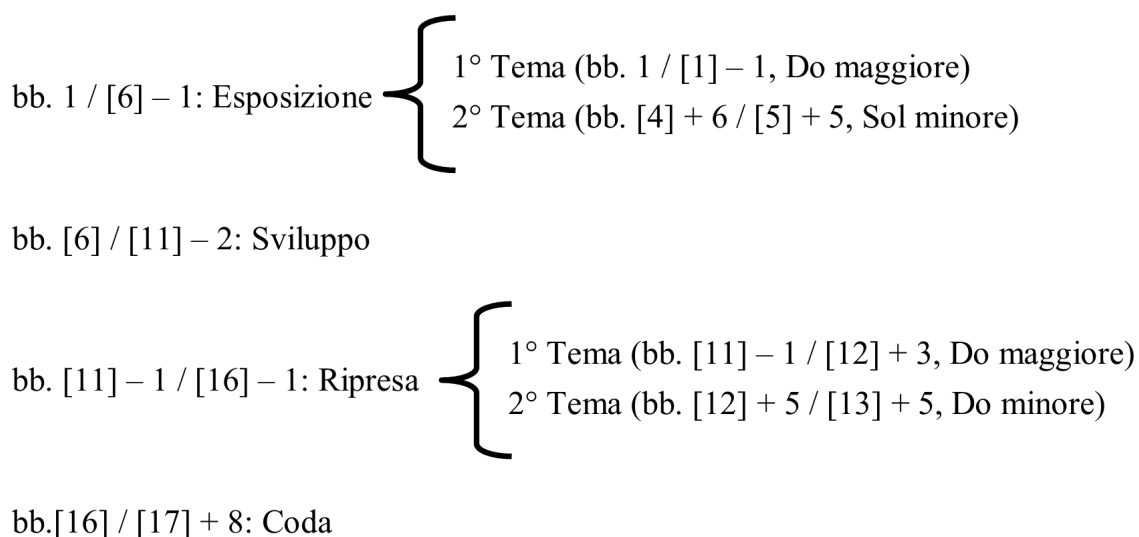 bb. 1 / [6] – 1: Esposizione
1° Tema (bb. 1 / [1] – 1, Do maggiore)
2° Tema (bb. [4] + 6 / [5] + 5, Sol minore)
bb. [6] / [11] – 2: Sviluppo
bb. [11] – 1 / [16] – 1: Ripresa
1° Tema (bb. [11] – 1 / [12] + 3, Do maggiore)
2° Tema (bb. [12] + 5 / [13] + 5, Do minore)
bb.[16] / [17] + 8: Coda